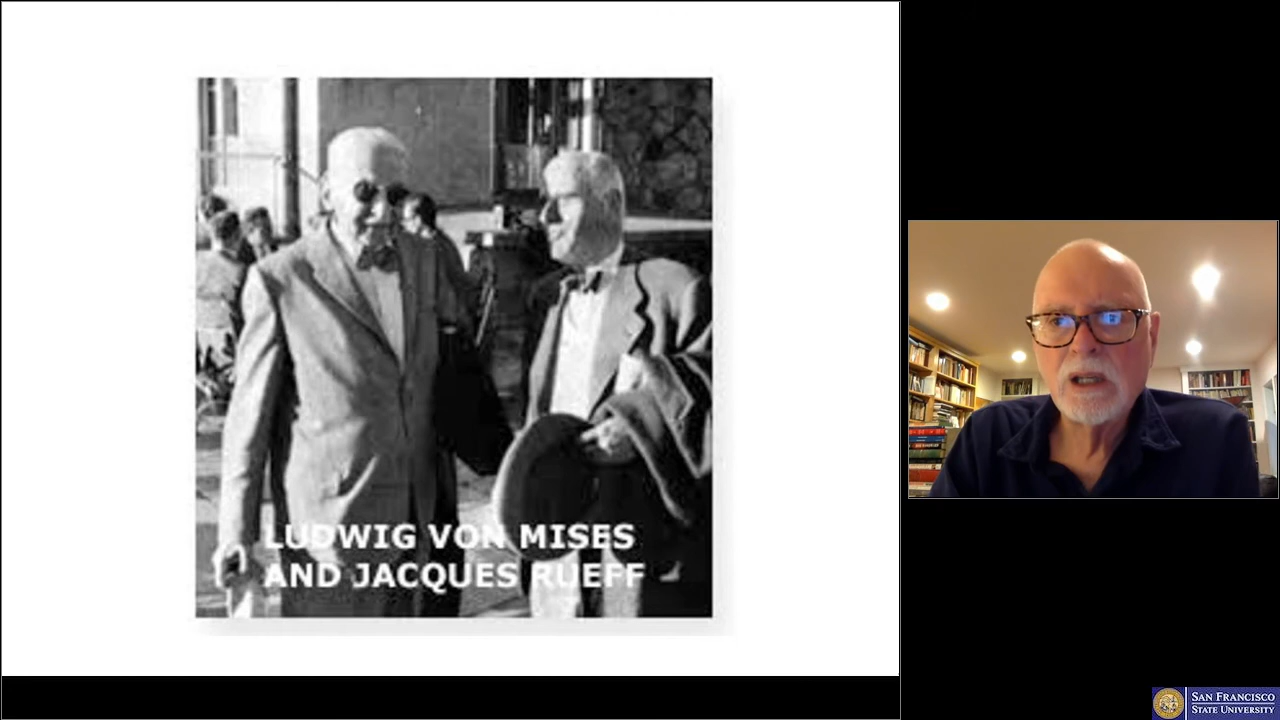 LUDWIG VON MISES
AND JACQUES RUEFF
SAN FRANCISCO
STATE UNIVERSITY